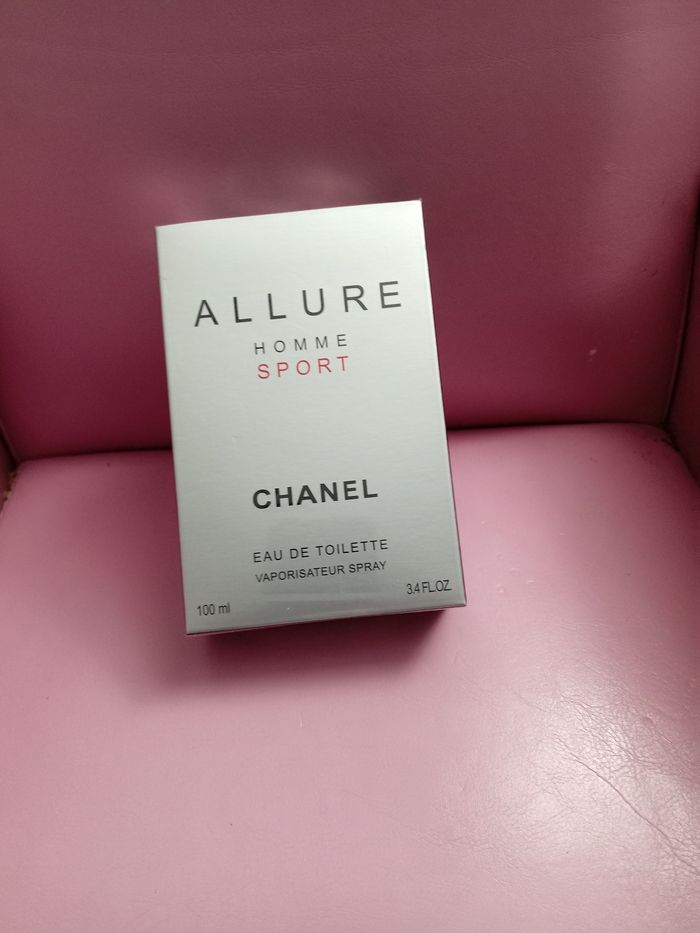 ALLURE
HOMME
SPORT
CHANEL
EAU DE TOILETTE
VAPORISATEUR SPRAY
100 ml 3.4 FL.OZ